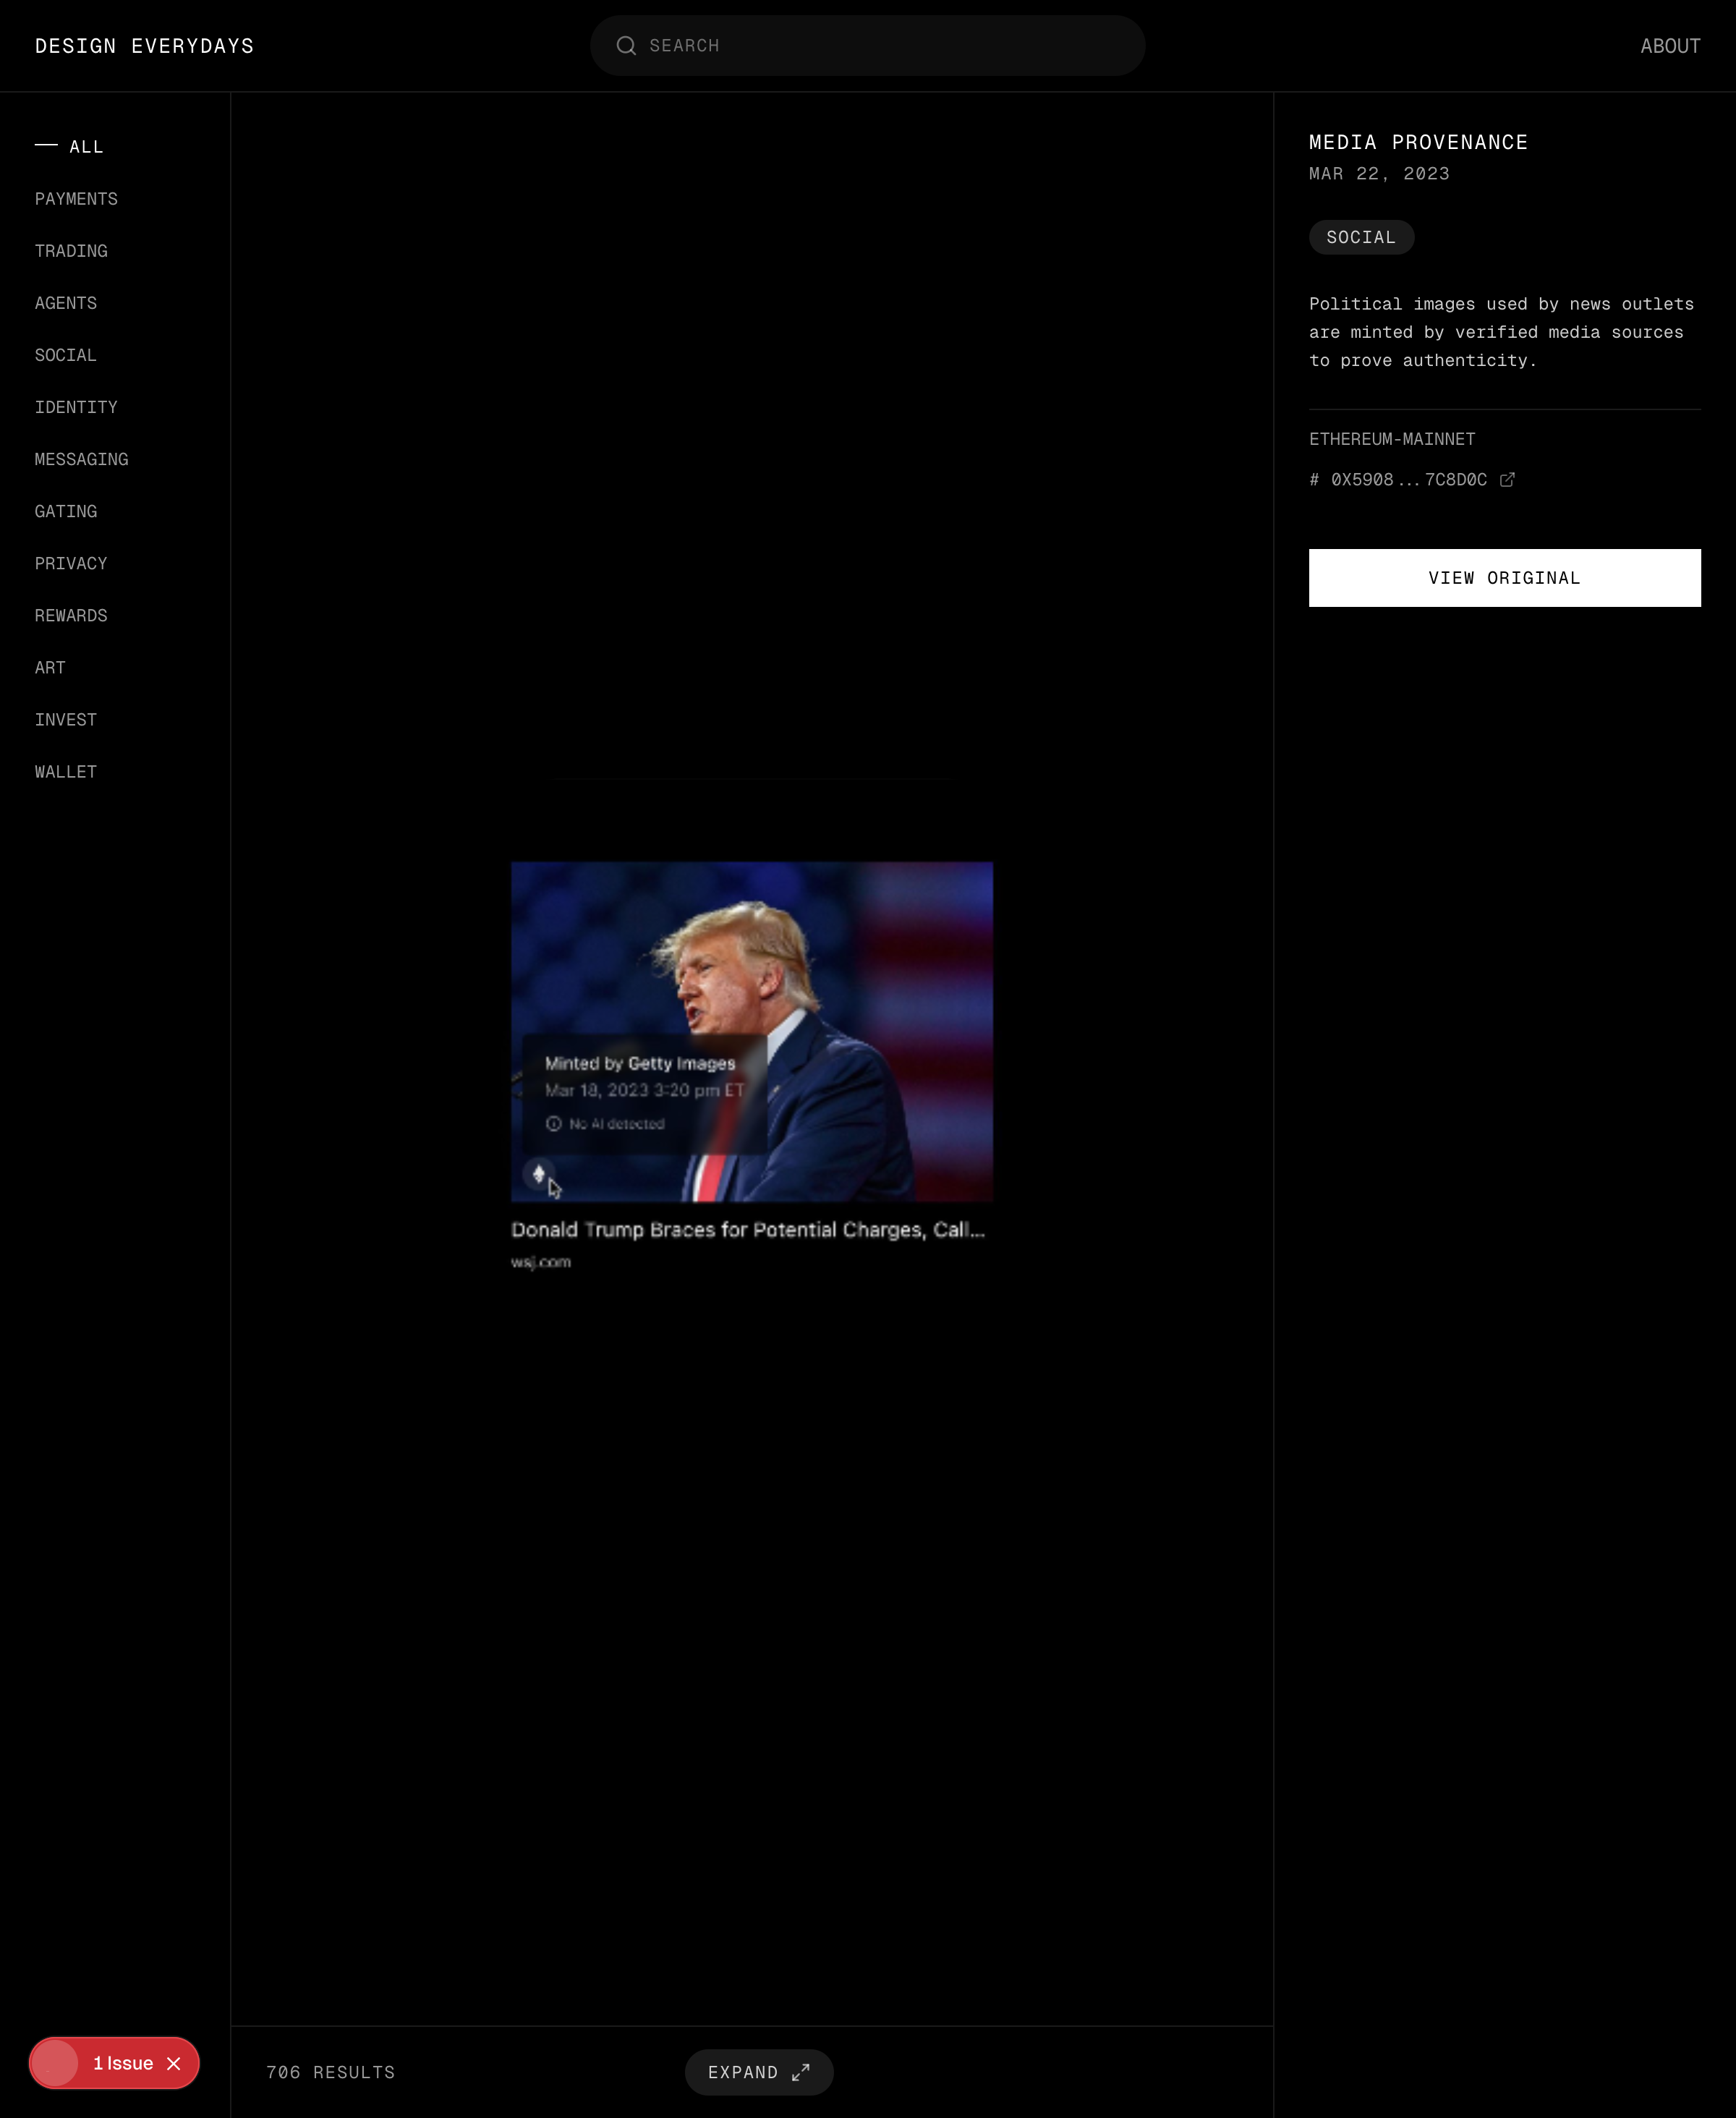 DESIGN EVERYDAYS
SEARCH
ABOUT
ALL
PAYMENTS
TRADING
AGENTS
SOCIAL
IDENTITY
MESSAGING
GATING
PRIVACY
REWARDS
ART
INVEST
WALLET
Minted by Getty Images
Mar 18, 2023 3:20 pm ET
No AI detected
Donald Trump Braces for Potential Charges, Call...
wsj.com
706 RESULTS
EXPAND
MEDIA PROVENANCE
MAR 22, 2023
SOCIAL
Political images used by news outlets
are minted by verified media sources
to prove authenticity.
ETHEREUM-MAINNET
# 0X5908...7C8D0C
VIEW ORIGINAL
1 Issue